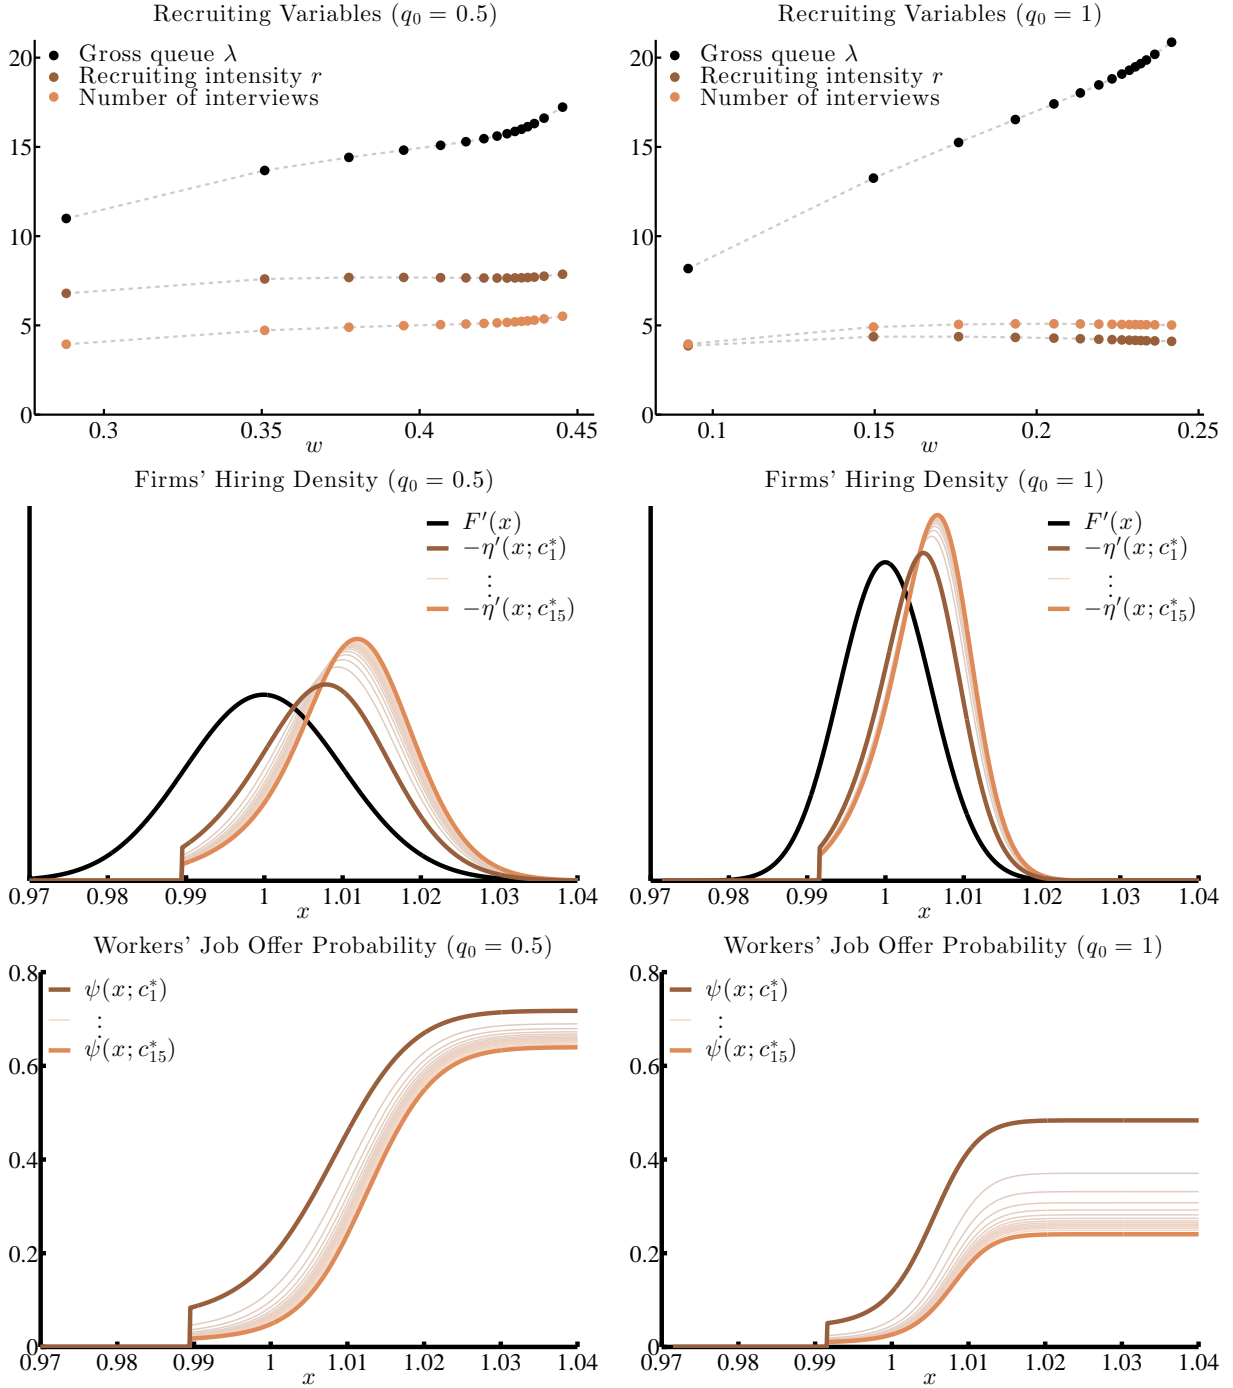 Recruiting Variables (q₀ = 0.5)
Gross queue λ
Recruiting intensity r
Number of interviews
20
15
10
5
0
0.3 0.35 0.4 0.45
w
Recruiting Variables (q₀ = 1)
Gross queue λ
Recruiting intensity r
Number of interviews
20
15
10
5
0
0.1 0.15 0.2 0.25
w
Firms' Hiring Density (q₀ = 0.5)
F′(x)
−η′(x; c₁*)
⋮
−η′(x; c₁₅*)
0.97 0.98 0.99 1 1.01 1.02 1.03 1.04
x
Firms' Hiring Density (q₀ = 1)
F′(x)
−η′(x; c₁*)
⋮
−η′(x; c₁₅*)
0.97 0.98 0.99 1 1.01 1.02 1.03 1.04
x
Workers' Job Offer Probability (q₀ = 0.5)
ψ(x; c₁*)
⋮
ψ(x; c₁₅*)
0.8
0.6
0.4
0.2
0
0.97 0.98 0.99 1 1.01 1.02 1.03 1.04
x
Workers' Job Offer Probability (q₀ = 1)
ψ(x; c₁*)
⋮
ψ(x; c₁₅*)
0.8
0.6
0.4
0.2
0
0.97 0.98 0.99 1 1.01 1.02 1.03 1.04
x